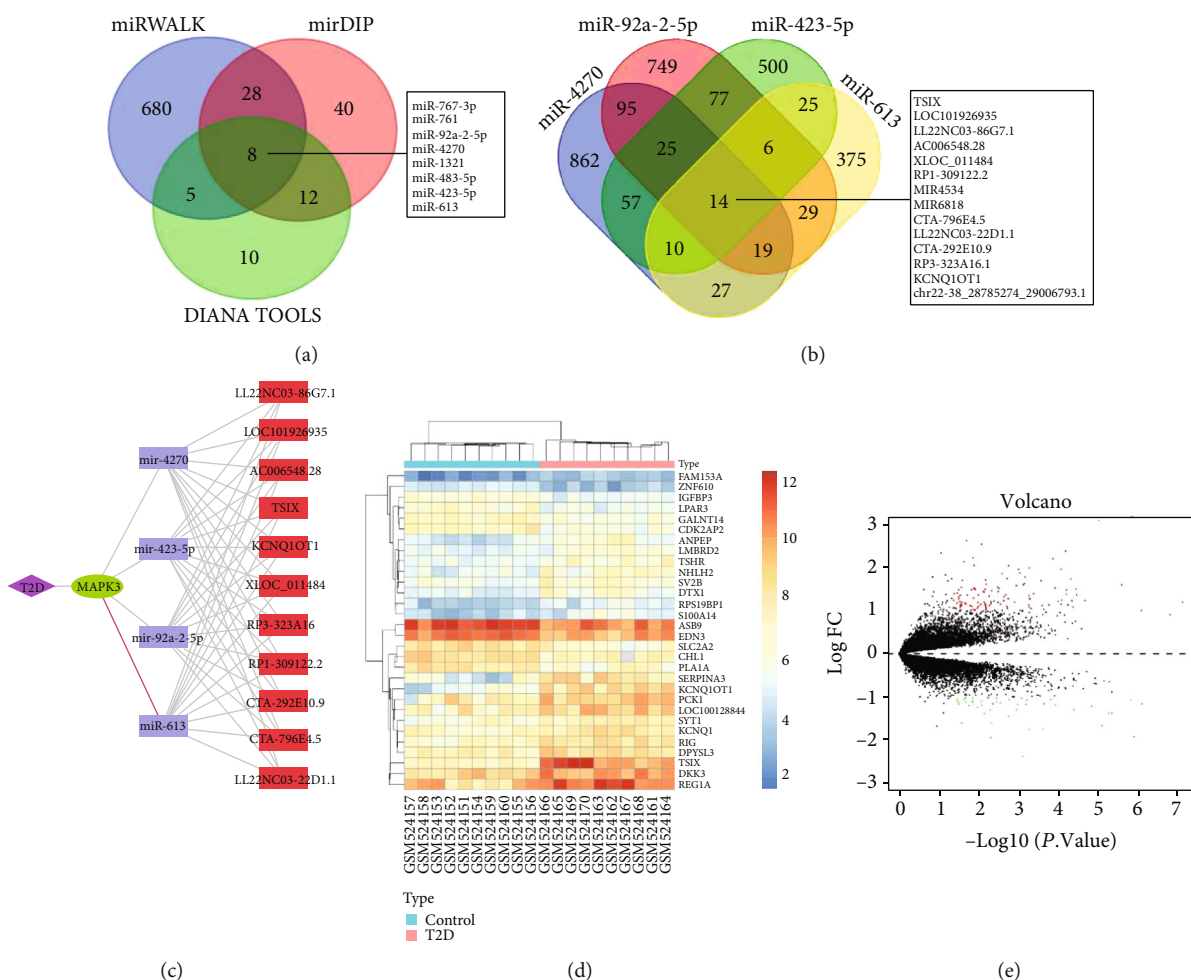 miRWALK
mirDIP
680
28
40
8
5
12
10
DIANA TOOLS
miR-767-3p
miR-761
miR-92a-2-5p
miR-4270
miR-1321
miR-483-5p
miR-423-5p
miR-613
(a)
miR-92a-2-5p
miR-423-5p
miR-4270
miR-613
749
500
95
77
25
862
25
6
375
57
14
29
10
19
27
TSIX
LOC101926935
LL22NC03-86G7.1
AC006548.28
XLOC_011484
RP1-309122.2
MIR4534
MIR6818
CTA-796E4.5
LL22NC03-22D1.1
CTA-292E10.9
RP3-323A16.1
KCNQ1OT1
chr22-38_28785274_29006793.1
(b)
T2D
MAPK3
mir-4270
mir-423-5p
mir-92a-2-5p
miR-613
LL22NC03-86G7.1
LOC101926935
AC006548.28
TSIX
KCNQ1OT1
XLOC_011484
RP3-323A16
RP1-309122.2
CTA-292E10.9
CTA-796E4.5
LL22NC03-22D1.1
(c)
Type
FAM153A
ZNF610
IGFBP3
LPAR3
GALNT14
CDK2AP2
ANPEP
LMBRD2
TSHR
NHLH2
SV2B
DTX1
RPS19BP1
S100A14
ASB9
EDN3
SLC2A2
CHL1
PLA1A
SERPINA3
KCNQ1OT1
PCK1
LOC100128844
SYT1
KCNQ1
RIG
DPYSL3
TSIX
DKK3
REG1A
12
10
8
6
4
2
GSM524157
GSM524158
GSM524153
GSM524152
GSM524151
GSM524154
GSM524159
GSM524160
GSM524155
GSM524156
GSM524166
GSM524165
GSM524169
GSM524170
GSM524163
GSM524162
GSM524167
GSM524168
GSM524161
GSM524164
Type
Control
T2D
(d)
Volcano
3
2
1
0
−1
−2
−3
Log FC
0 1 2 3 4 5 6 7
−Log10 (P.Value)
(e)